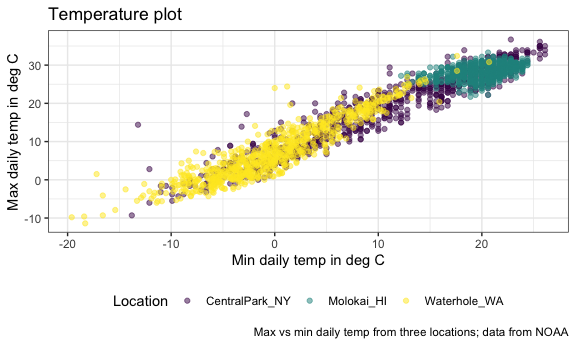 Temperature plot
Max daily temp in deg C
30
20
10
0
-10
-20
-10
0
10
20
Min daily temp in deg C
Location
CentralPark_NY
Molokai_HI
Waterhole_WA
Max vs min daily temp from three locations; data from NOAA